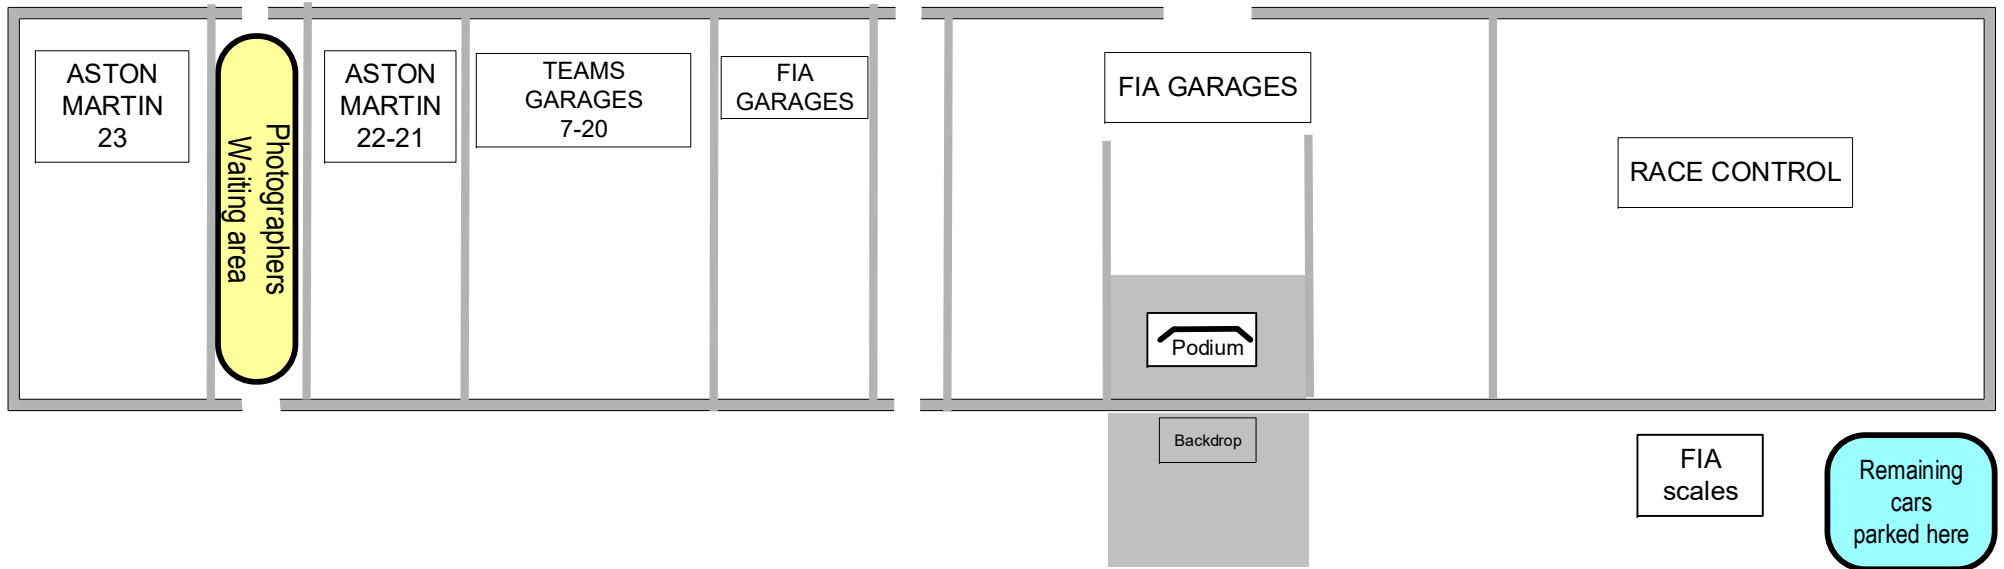 ASTON
MARTIN
23
Photographers
Waiting area
ASTON
MARTIN
22-21
TEAMS
GARAGES
7-20
FIA
GARAGES
FIA GARAGES
RACE CONTROL
Podium
Backdrop
FIA
scales
Remaining
cars
parked here